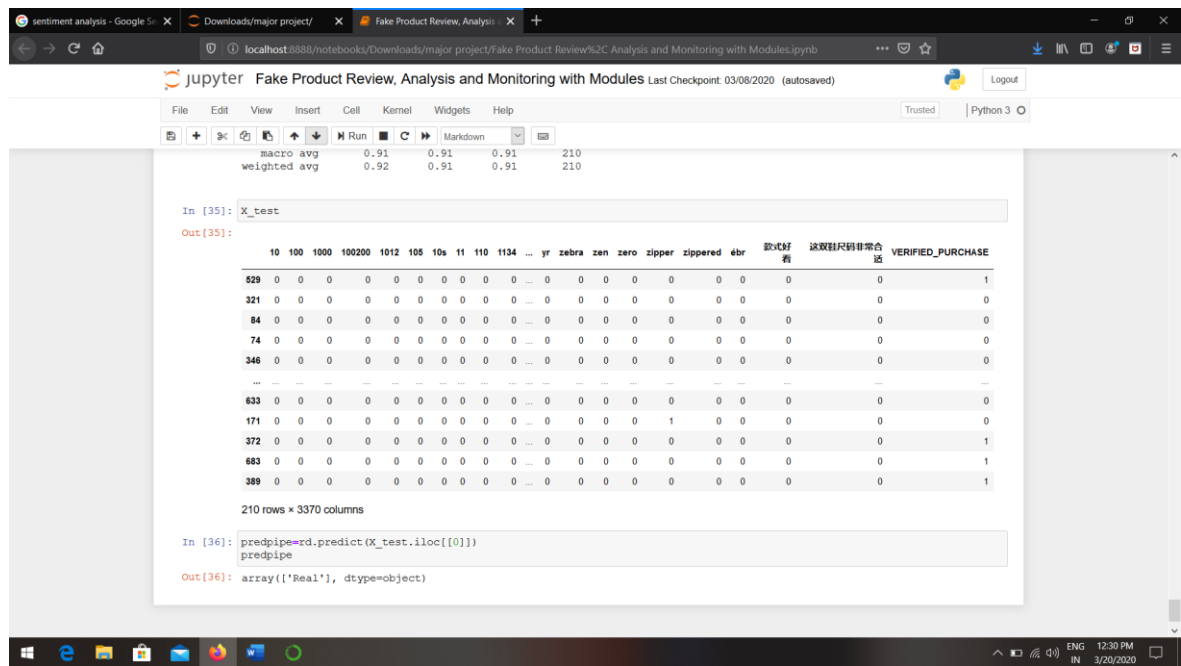 sentiment analysis - Google Se
Downloads/major project/
Fake Product Review, Analysis
localhost:8888/notebooks/Downloads/major project/Fake Product Review%2C Analysis and Monitoring with Modules.ipynb
jupyter Fake Product Review, Analysis and Monitoring with Modules Last Checkpoint: 03/08/2020 (autosaved)
Logout
File Edit View Insert Cell Kernel Widgets Help
Trusted Python 3
Run Markdown
macro avg 0.91 0.91 0.91 210
weighted avg 0.92 0.91 0.91 210
In [35]: X_test
Out[35]:
10 100 1000 100200 1012 105 10s 11 110 1134 ... yr zebra zen zero zipper zippered ébr 款式好看 这双鞋尺码非常合适 VERIFIED_PURCHASE
529 0 0 0 0 0 0 0 0 0 0 ... 0 0 0 0 0 0 0 0 0 1
321 0 0 0 0 0 0 0 0 0 0 ... 0 0 0 0 0 0 0 0 0 0
84 0 0 0 0 0 0 0 0 0 0 ... 0 0 0 0 0 0 0 0 0 0
74 0 0 0 0 0 0 0 0 0 0 ... 0 0 0 0 0 0 0 0 0 0
346 0 0 0 0 0 0 0 0 0 0 ... 0 0 0 0 0 0 0 0 0 0
... ... ... ... ... ... ... ... ... ... ... ... ... ... ... ... ... ... ... ... ... ...
633 0 0 0 0 0 0 0 0 0 0 ... 0 0 0 0 0 0 0 0 0 0
171 0 0 0 0 0 0 0 0 0 0 ... 0 0 0 0 1 0 0 0 0 0
372 0 0 0 0 0 0 0 0 0 0 ... 0 0 0 0 0 0 0 0 0 1
683 0 0 0 0 0 0 0 0 0 0 ... 0 0 0 0 0 0 0 0 0 1
389 0 0 0 0 0 0 0 0 0 0 ... 0 0 0 0 0 0 0 0 0 1
210 rows × 3370 columns
In [36]: predpipe=rd.predict(X_test.iloc[[0]])
predpipe
Out[36]: array(['Real'], dtype=object)
ENG 12:30 PM
IN 3/20/2020